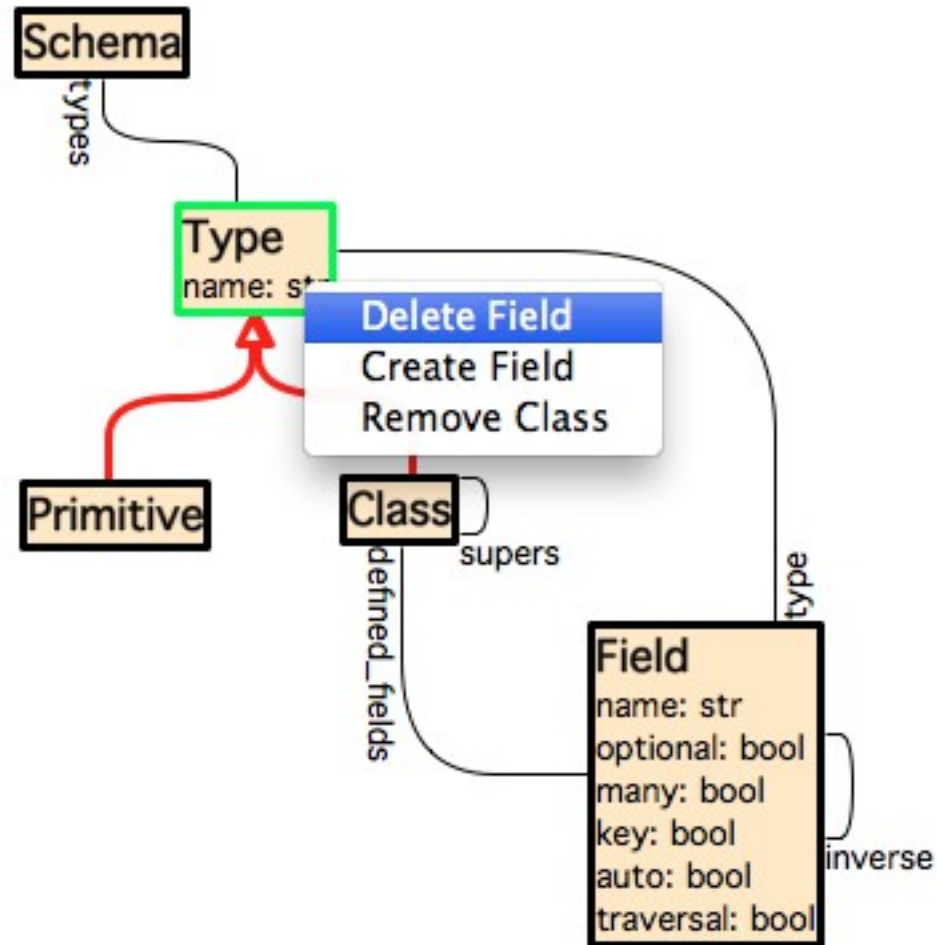 Schema
types
Type
name: str
Delete Field
Create Field
Remove Class
Primitive
Class
supers
defined_fields
type
Field
name: str
optional: bool
many: bool
key: bool
auto: bool
traversal: bool
inverse